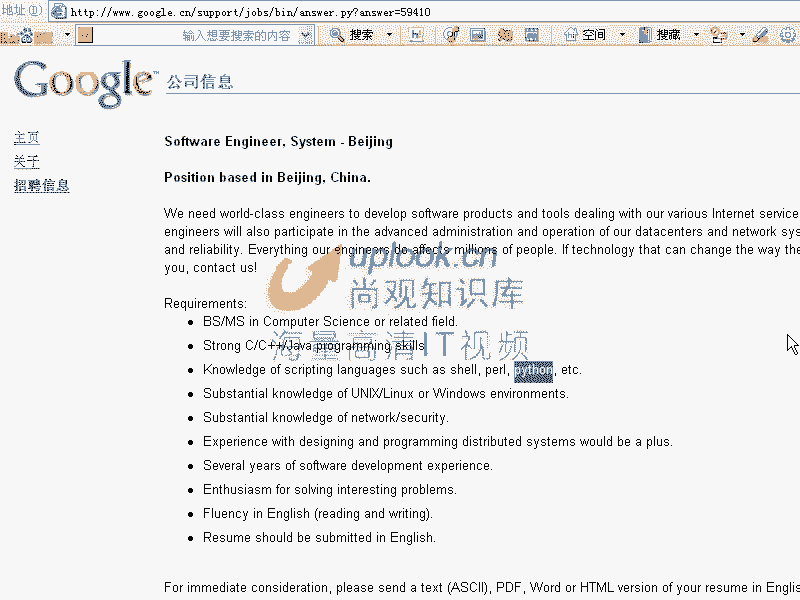 地址(D) http://www.google.cn/support/jobs/bin/answer.py?answer=59410
输入想要搜索的内容 搜索 空间 搜藏
Google™ 公司信息
主页
关于
招聘信息
Software Engineer, System - Beijing
Position based in Beijing, China.
We need world-class engineers to develop software products and tools dealing with our various Internet service
engineers will also participate in the advanced administration and operation of our datacenters and network sys
and reliability. Everything our engineers do affects millions of people. If technology that can change the way the
you, contact us!
uplook.cn
尚观知识库
海量高清IT视频
Requirements:
BS/MS in Computer Science or related field.
Strong C/C++/Java programming skills
Knowledge of scripting languages such as shell, perl, python, etc.
Substantial knowledge of UNIX/Linux or Windows environments.
Substantial knowledge of network/security.
Experience with designing and programming distributed systems would be a plus.
Several years of software development experience.
Enthusiasm for solving interesting problems.
Fluency in English (reading and writing).
Resume should be submitted in English.
For immediate consideration, please send a text (ASCII), PDF, Word or HTML version of your resume in Englis